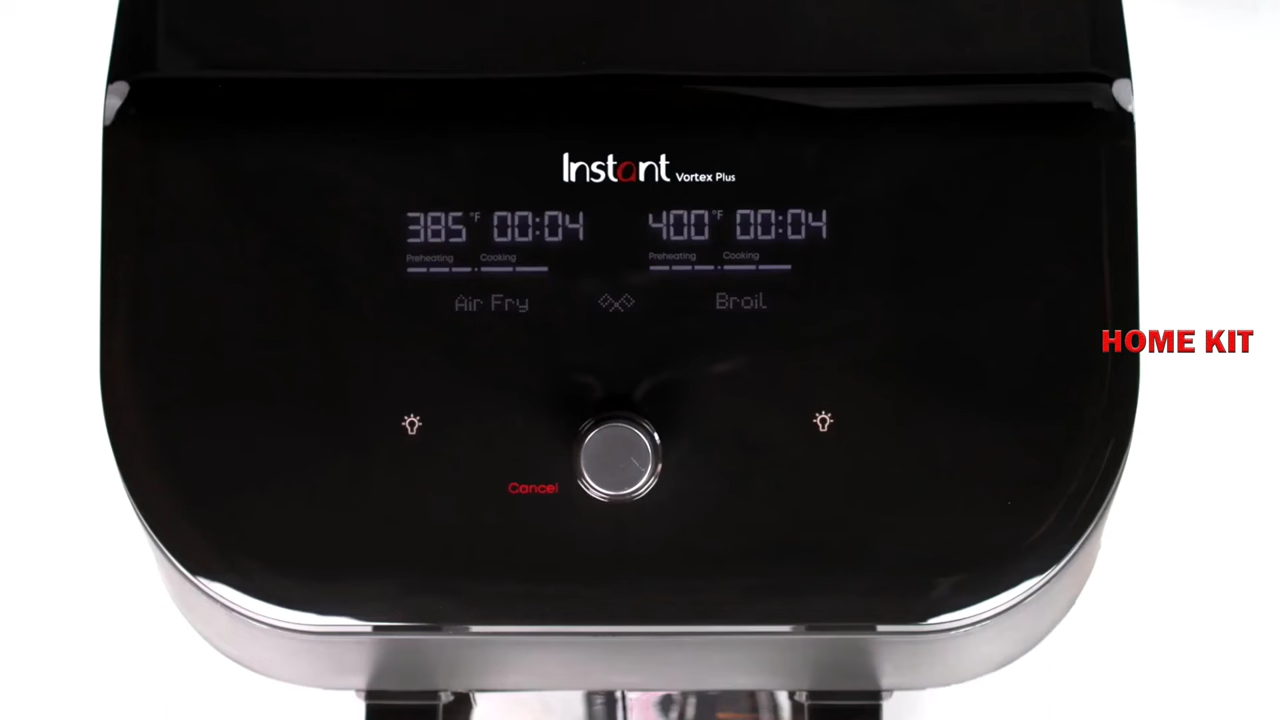 Instant Vortex Plus
385°F 00:04 400°F 00:04
Preheating Cooking Preheating Cooking
Air Fry Broil
HOME KIT
Cancel